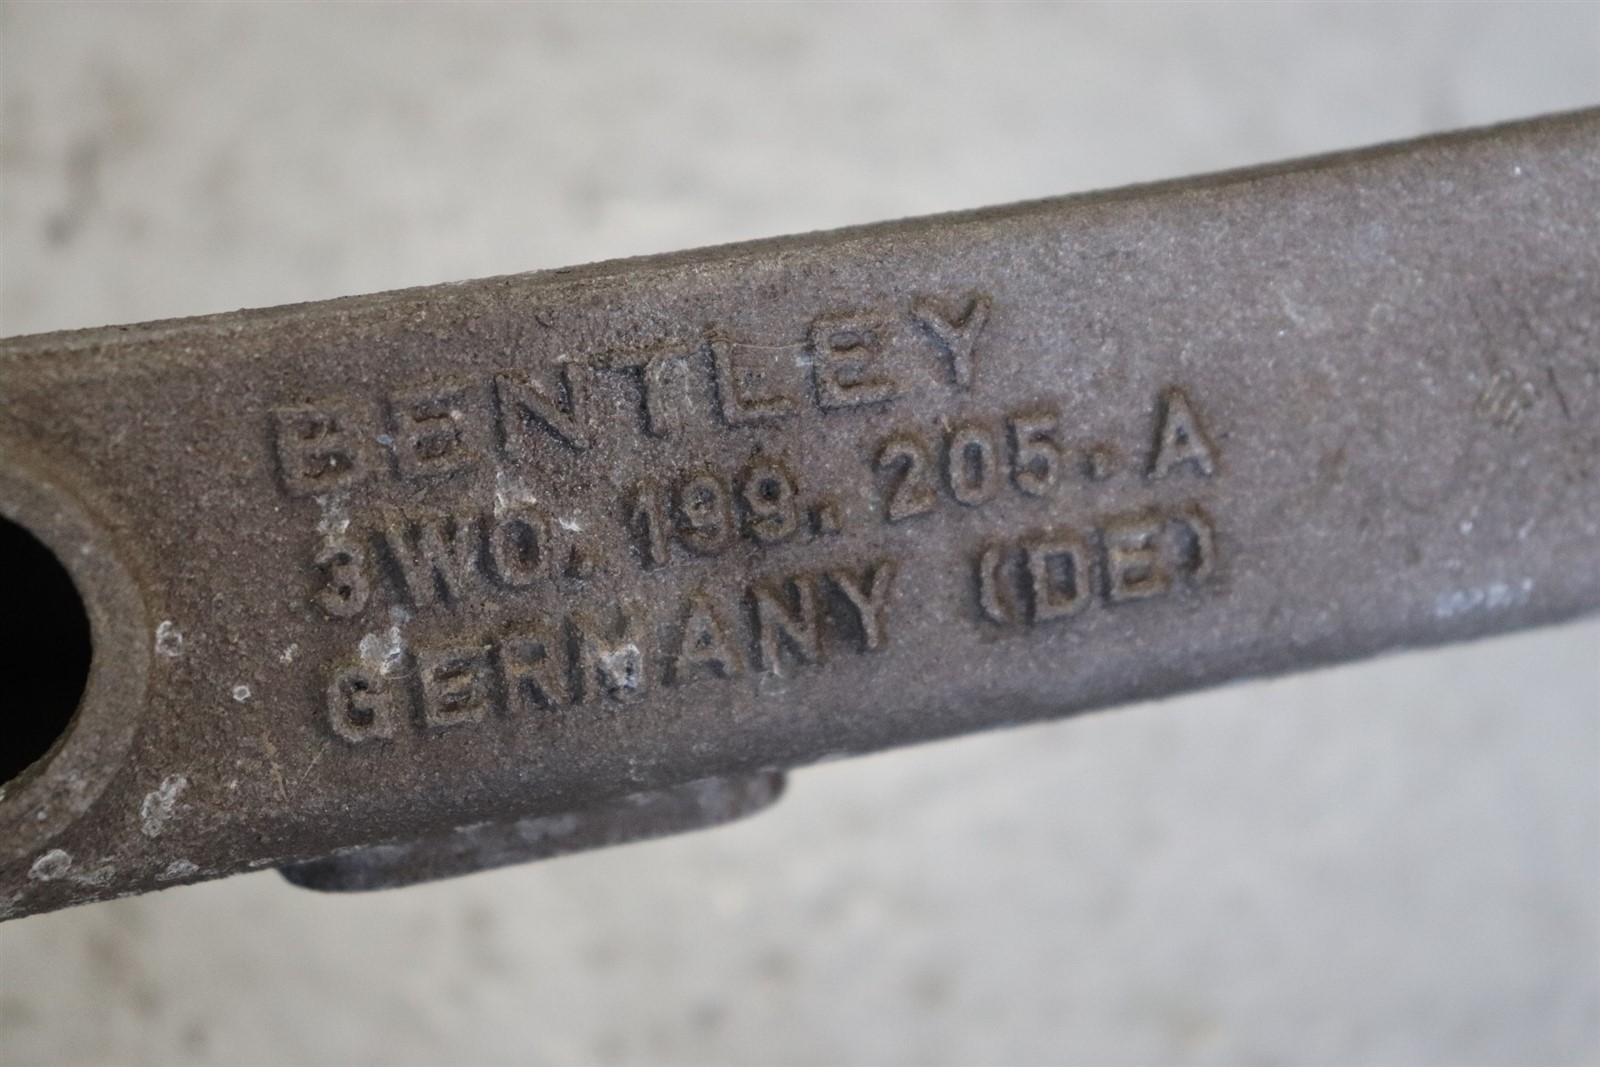 BENTLEY
3W0.199.205.A
GERMANY (DE)